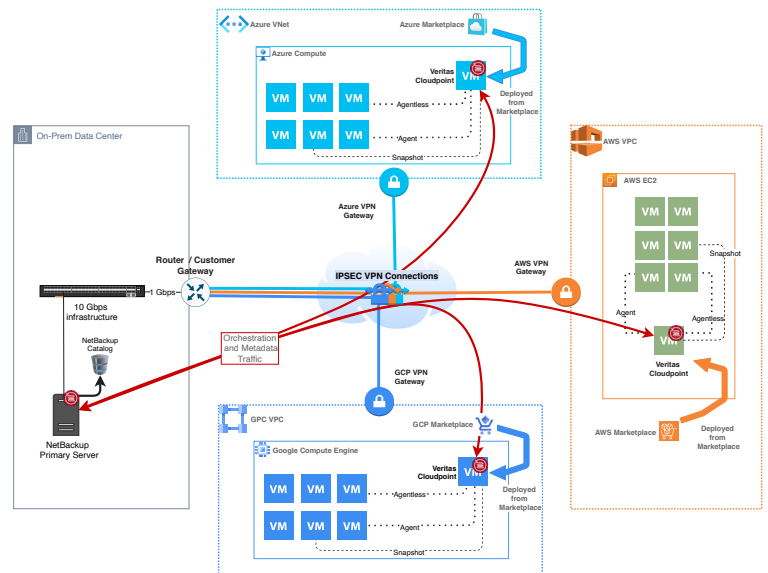 Azure VNet
Azure Marketplace
Azure Compute
Veritas
Cloudpoint
VM
VM VM VM
Agentless
Deployed
from
Marketplace
VM VM VM
Agent
Snapshot
On-Prem Data Center
AWS VPC
AWS EC2
Azure VPN
Gateway
VM VM
Router / Customer
Gateway
IPSEC VPN Connections
AWS VPN
Gateway
VM VM
Snapshot
VM VM
1 Gbps
10 Gbps
infrastructure
Agent
Agentless
NetBackup
Catalog
Orchestration
and Metadata
Traffic
VM
Veritas
Cloudpoint
GCP VPN
Gateway
NetBackup
Primary Server
GPC VPC
GCP Marketplace
AWS Marketplace
Deployed
from
Marketplace
Google Compute Engine
Veritas
Cloudpoint
VM
VM VM VM
Agentless
Deployed
from
Marketplace
VM VM VM
Agent
Snapshot